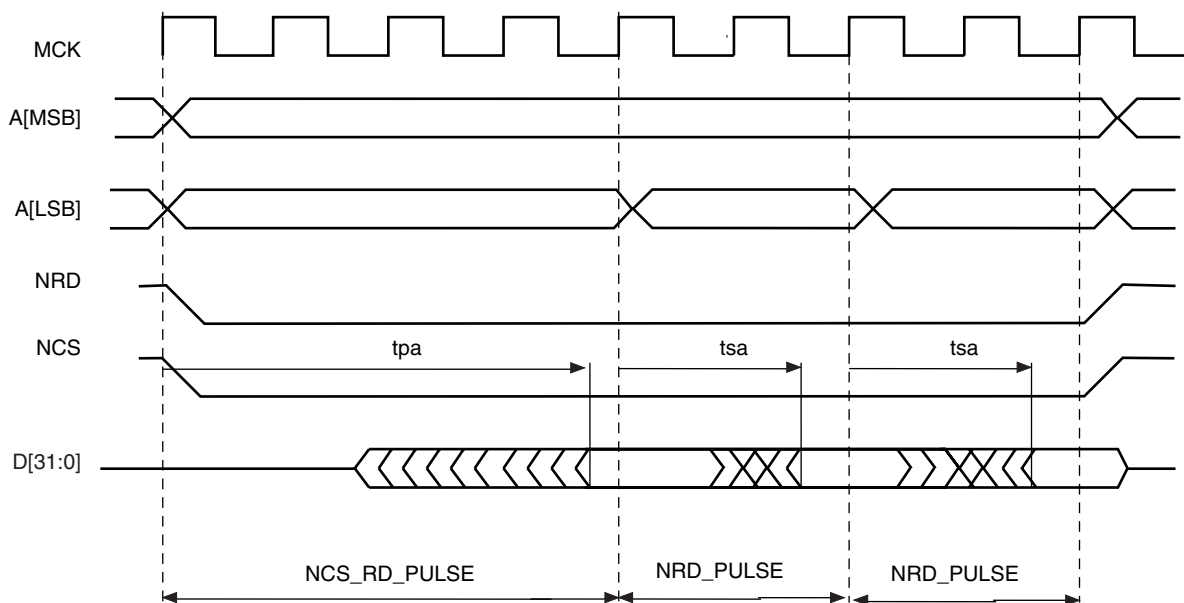 MCK
A[MSB]
A[LSB]
NRD
NCS
tpa tsa tsa
D[31:0]
NCS_RD_PULSE NRD_PULSE NRD_PULSE